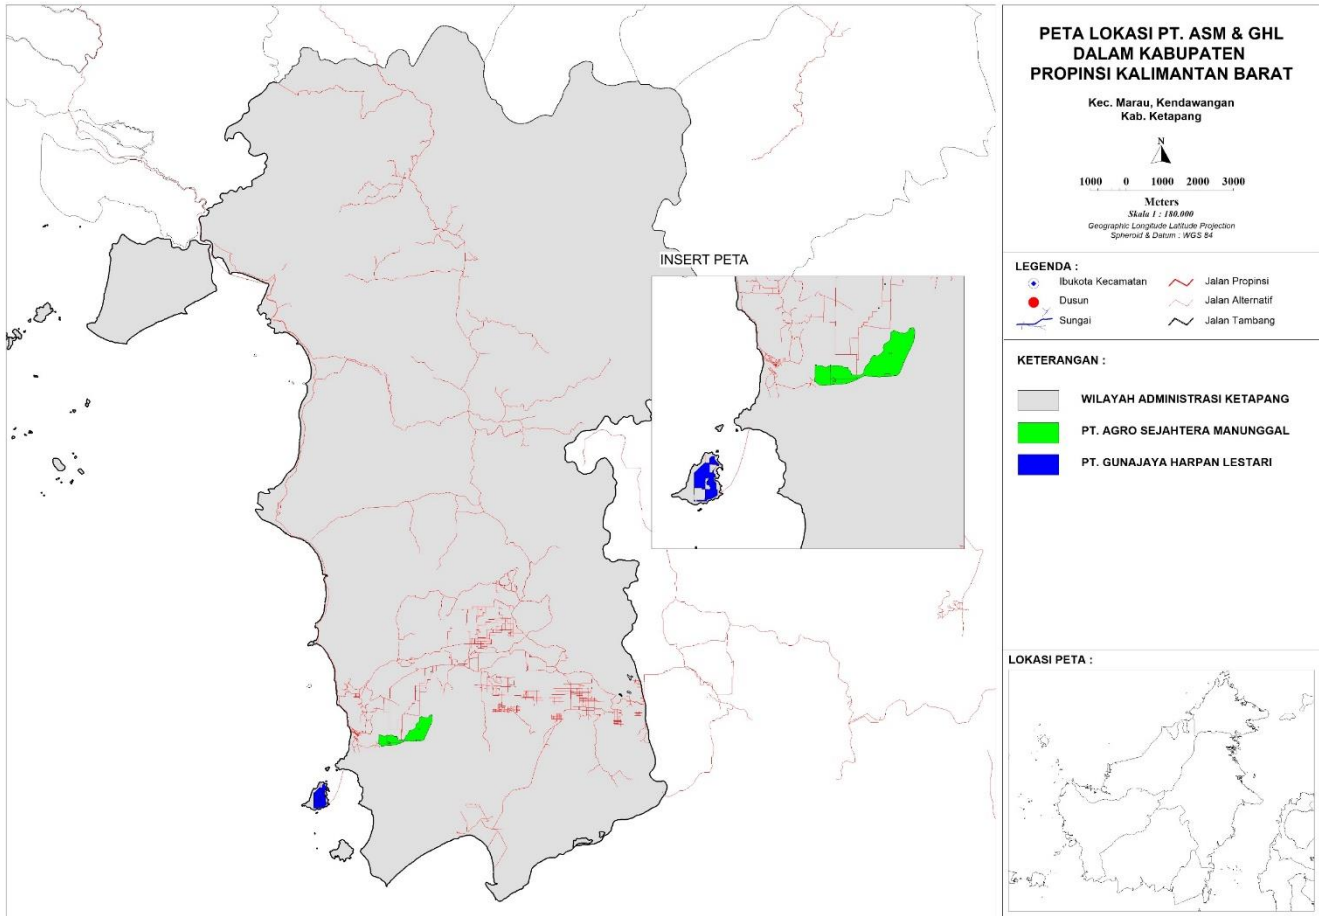 PETA LOKASI PT. ASM & GHL
DALAM KABUPATEN
PROPINSI KALIMANTAN BARAT
Kec. Marau, Kendawangan
Kab. Ketapang
N
1000 0 1000 2000 3000
Meters
Skala 1 : 180.000
Geographic Longitude Latitude Projection
Spheroid & Datum : WGS 84
INSERT PETA
LEGENDA :
Ibukota Kecamatan
Jalan Propinsi
Dusun
Jalan Alternatif
Sungai
Jalan Tambang
KETERANGAN :
WILAYAH ADMINISTRASI KETAPANG
PT. AGRO SEJAHTERA MANUNGGAL
PT. GUNAJAYA HARPAN LESTARI
LOKASI PETA :